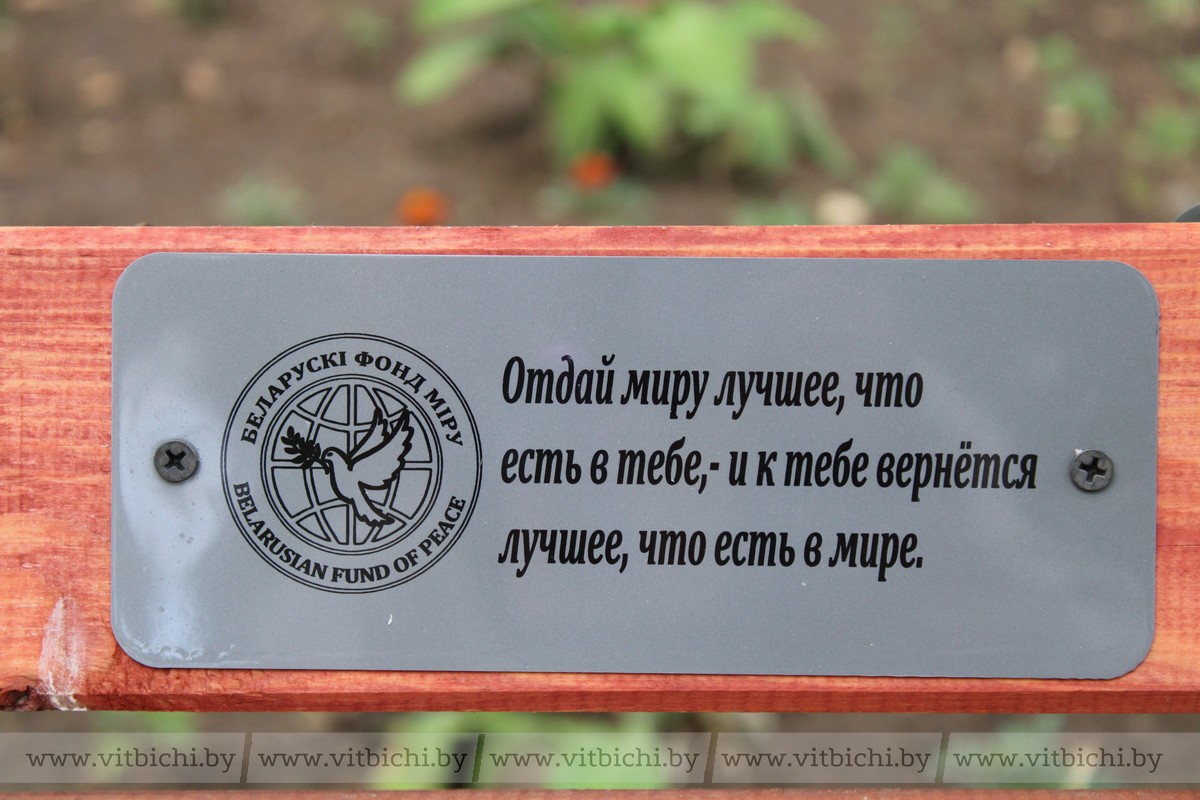 БЕЛАРУСКІ ФОНД МІРУ
BELARUSIAN FUND OF PEACE
Отдай миру лучшее, что
есть в тебе,- и к тебе вернётся
лучшее, что есть в мире.
www.vitbichi.by / www.vitbichi.by / www.vitbichi.by / www.vitbichi.by / www.vitbichi.by